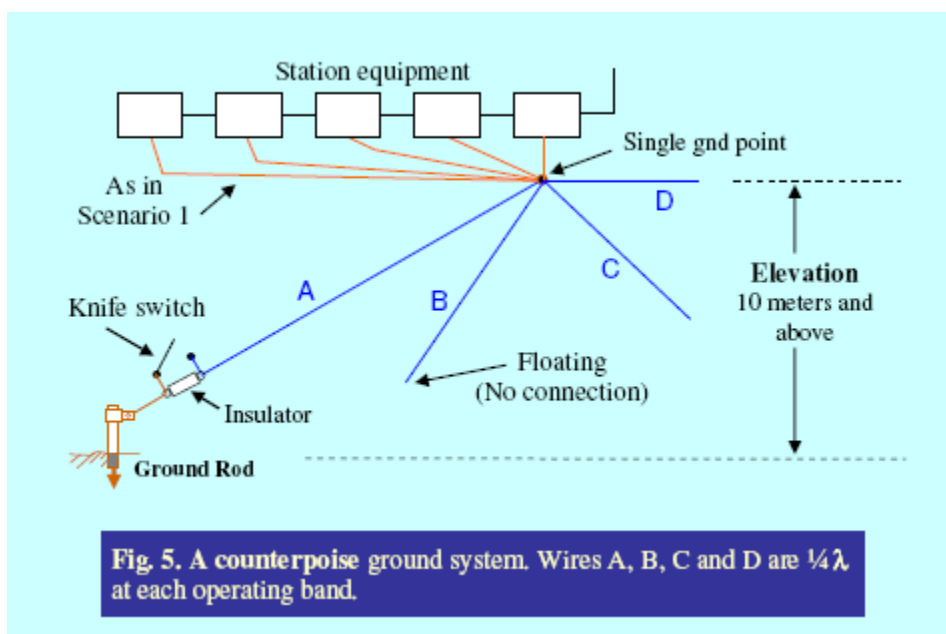 Station equipment
Single gnd point
As in
Scenario 1
D
A
B
C
Elevation
10 meters and
above
Knife switch
Floating
(No connection)
Insulator
Ground Rod
Fig. 5. A counterpoise ground system. Wires A, B, C and D are ¼ λ
at each operating band.